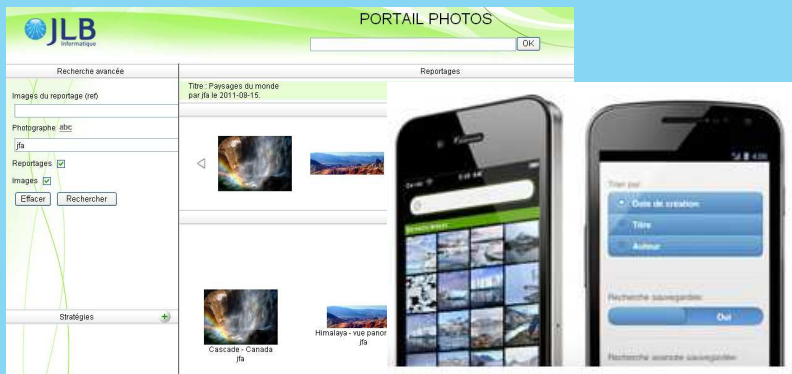 JLB
Informatique
PORTAIL PHOTOS
OK
Recherche avancée
Reportages
Images du reportage (ref)
Photographe abc
jfa
Reportages
Images
Effacer Rechercher
Stratégies
Titre : Paysages du monde
par jfa le 2011-08-15.
Cascade - Canada
jfa
Himalaya - vue panor
jfa
Trier par
Date de création
Titre
Auteur
Recherche sauvegardée
Oui
Recherche avancée sauvegardée